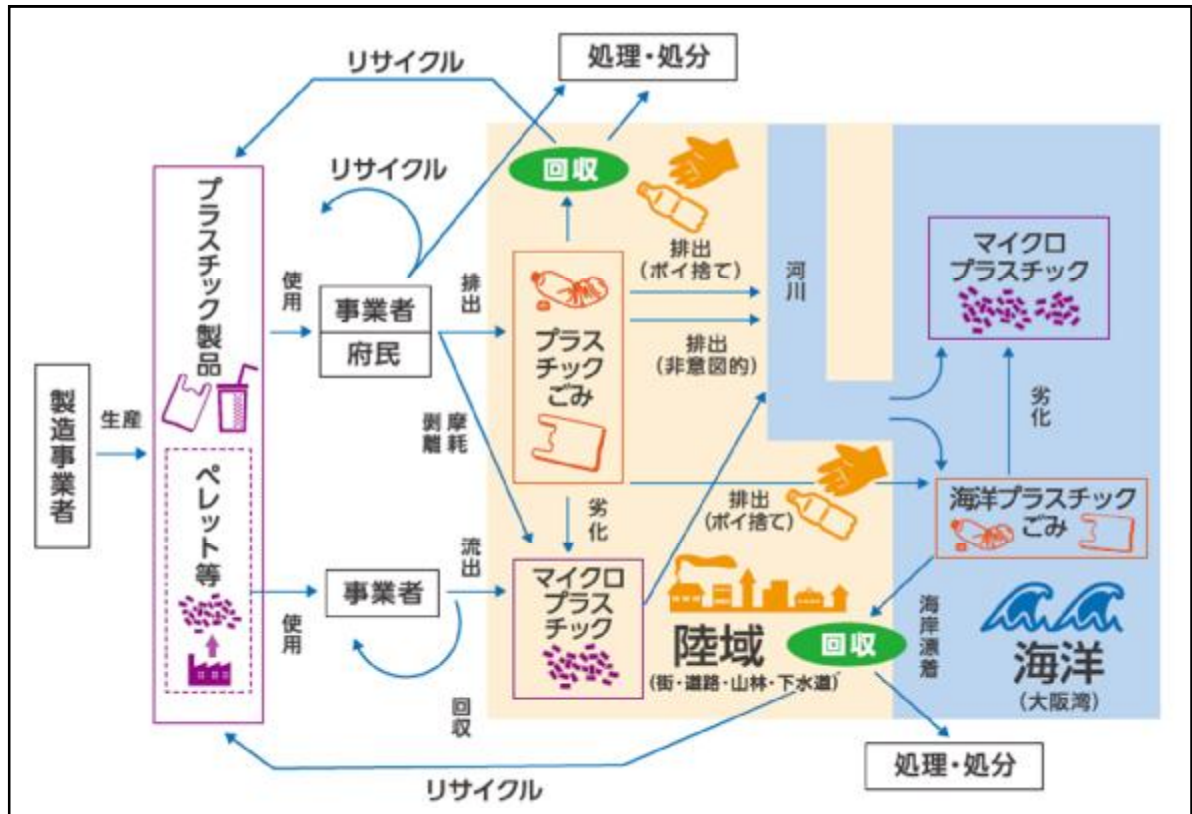 リサイクル
処理・処分
リサイクル
回収
プラスチック製品
使用
事業者
府民
排出
プラス
チック
ごみ
排出
(ポイ捨て)
排出
(非意図的)
河川
マイクロ
プラスチック
製造事業者
生産
剥離
摩耗
劣化
劣化
排出
(ポイ捨て)
海洋プラスチック
ごみ
ペレット等
使用
事業者
流出
回収
マイクロ
プラス
チック
陸域
(街・道路・山林・下水道)
回収
海岸漂着
海洋
(大阪湾)
処理・処分
リサイクル